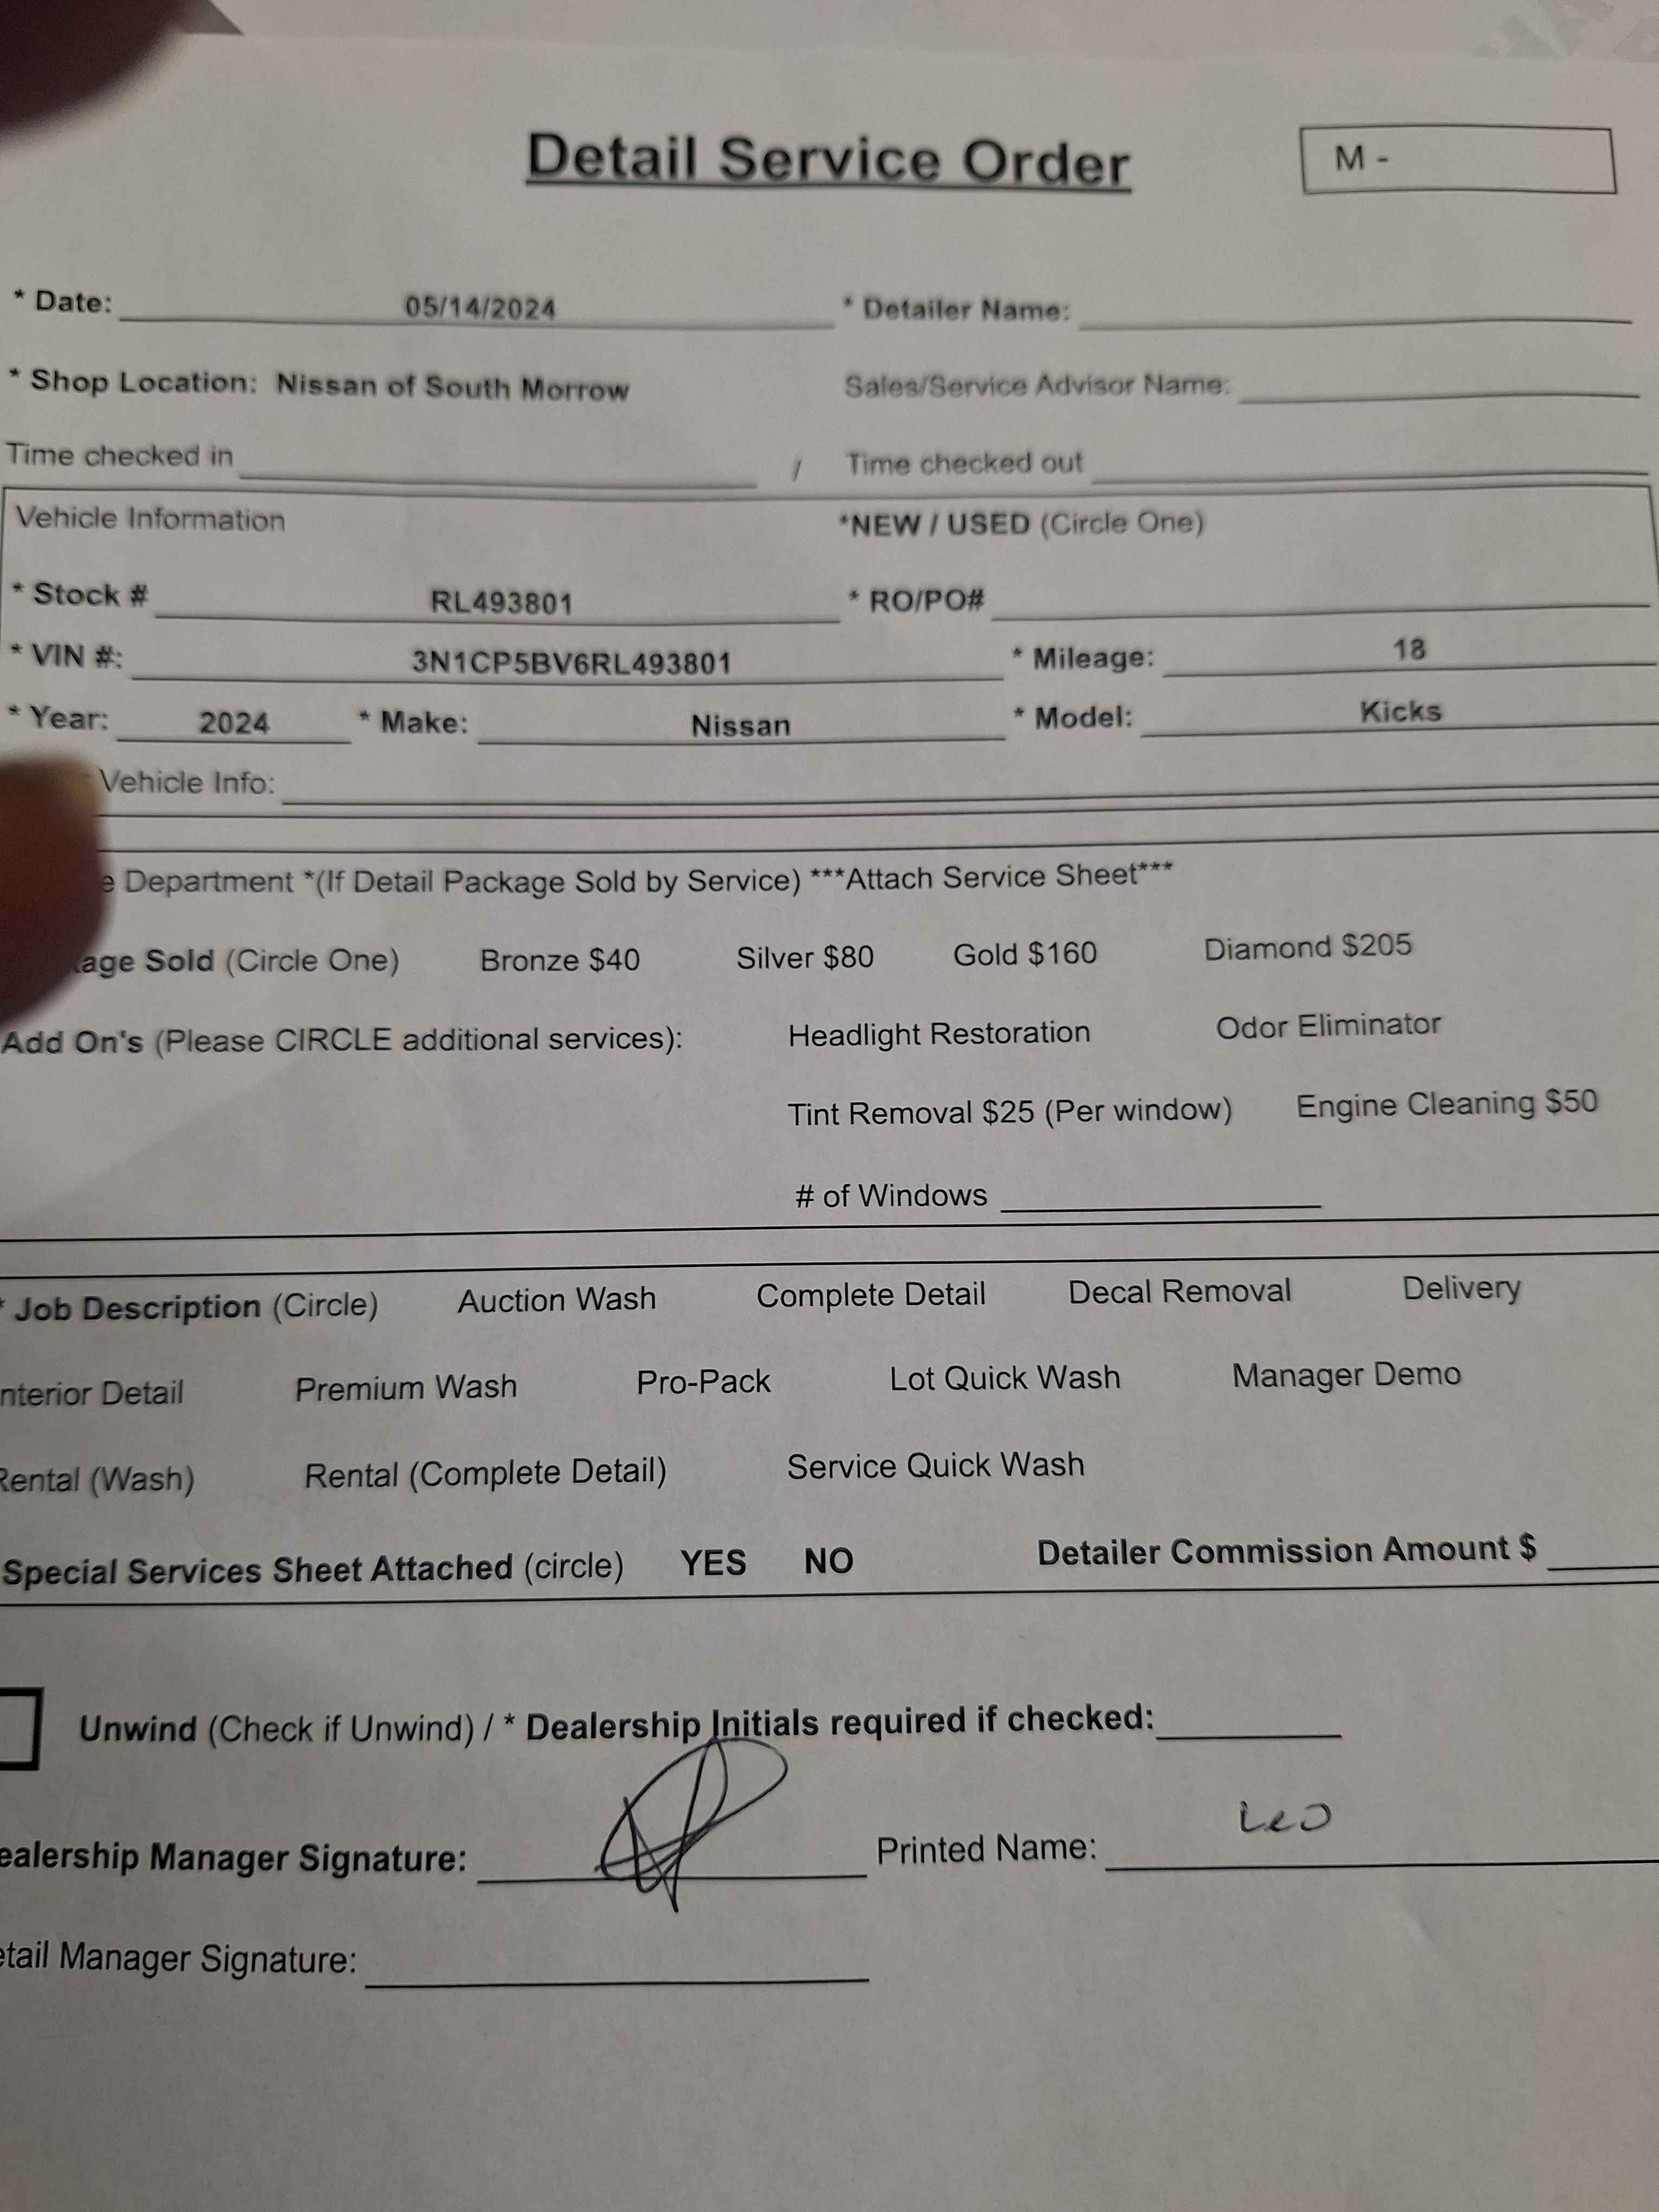 Detail Service Order
M -
* Date: 05/14/2024 * Detailer Name:
* Shop Location: Nissan of South Morrow Sales/Service Advisor Name:
Time checked in / Time checked out
Vehicle Information *NEW / USED (Circle One)
* Stock # RL493801 * RO/PO#
* VIN #: 3N1CP5BV6RL493801 * Mileage: 18
* Year: 2024 * Make: Nissan * Model: Kicks
Vehicle Info:
e Department *(If Detail Package Sold by Service) ***Attach Service Sheet***
age Sold (Circle One) Bronze $40 Silver $80 Gold $160 Diamond $205
Add On's (Please CIRCLE additional services): Headlight Restoration Odor Eliminator
Tint Removal $25 (Per window) Engine Cleaning $50
# of Windows
* Job Description (Circle) Auction Wash Complete Detail Decal Removal Delivery
nterior Detail Premium Wash Pro-Pack Lot Quick Wash Manager Demo
Rental (Wash) Rental (Complete Detail) Service Quick Wash
Special Services Sheet Attached (circle) YES NO Detailer Commission Amount $
Unwind (Check if Unwind) / * Dealership Initials required if checked:
ealership Manager Signature: Printed Name: Leo
etail Manager Signature: